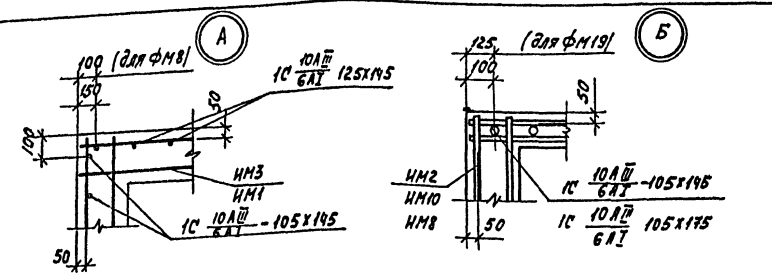 А
100 (для ФМ8)
150
1С 10АIII/6АI 125х145
50
100
ИМ3
ИМ1
1С 10АIII/6АI - 105х145
50
Б
125 (для ФМ19)
100
50
ИМ2
ИМ10
ИМ8
50
1С 10АIII/6АI -105х145
1С 10АIII/6АI 105х175